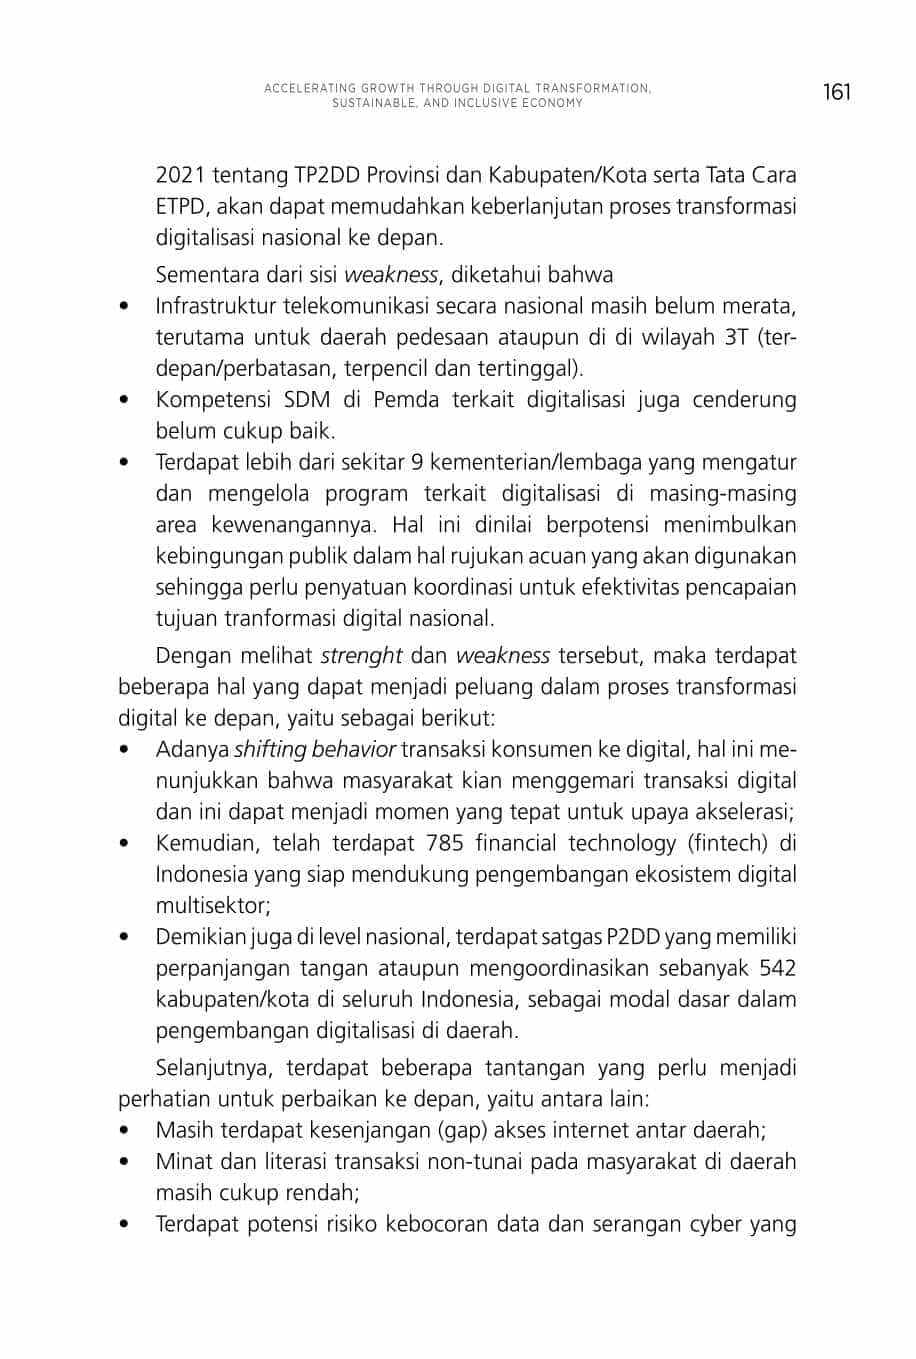 ACCELERATING GROWTH THROUGH DIGITAL TRANSFORMATION,
SUSTAINABLE, AND INCLUSIVE ECONOMY
161
2021 tentang TP2DD Provinsi dan Kabupaten/Kota serta Tata Cara
ETPD, akan dapat memudahkan keberlanjutan proses transformasi
digitalisasi nasional ke depan.
Sementara dari sisi weakness, diketahui bahwa
• Infrastruktur telekomunikasi secara nasional masih belum merata,
terutama untuk daerah pedesaan ataupun di di wilayah 3T (ter-
depan/perbatasan, terpencil dan tertinggal).
• Kompetensi SDM di Pemda terkait digitalisasi juga cenderung
belum cukup baik.
• Terdapat lebih dari sekitar 9 kementerian/lembaga yang mengatur
dan mengelola program terkait digitalisasi di masing-masing
area kewenangannya. Hal ini dinilai berpotensi menimbulkan
kebingungan publik dalam hal rujukan acuan yang akan digunakan
sehingga perlu penyatuan koordinasi untuk efektivitas pencapaian
tujuan tranformasi digital nasional.
Dengan melihat strenght dan weakness tersebut, maka terdapat
beberapa hal yang dapat menjadi peluang dalam proses transformasi
digital ke depan, yaitu sebagai berikut:
• Adanya shifting behavior transaksi konsumen ke digital, hal ini me-
nunjukkan bahwa masyarakat kian menggemari transaksi digital
dan ini dapat menjadi momen yang tepat untuk upaya akselerasi;
• Kemudian, telah terdapat 785 financial technology (fintech) di
Indonesia yang siap mendukung pengembangan ekosistem digital
multisektor;
• Demikian juga di level nasional, terdapat satgas P2DD yang memiliki
perpanjangan tangan ataupun mengoordinasikan sebanyak 542
kabupaten/kota di seluruh Indonesia, sebagai modal dasar dalam
pengembangan digitalisasi di daerah.
Selanjutnya, terdapat beberapa tantangan yang perlu menjadi
perhatian untuk perbaikan ke depan, yaitu antara lain:
• Masih terdapat kesenjangan (gap) akses internet antar daerah;
• Minat dan literasi transaksi non-tunai pada masyarakat di daerah
masih cukup rendah;
• Terdapat potensi risiko kebocoran data dan serangan cyber yang